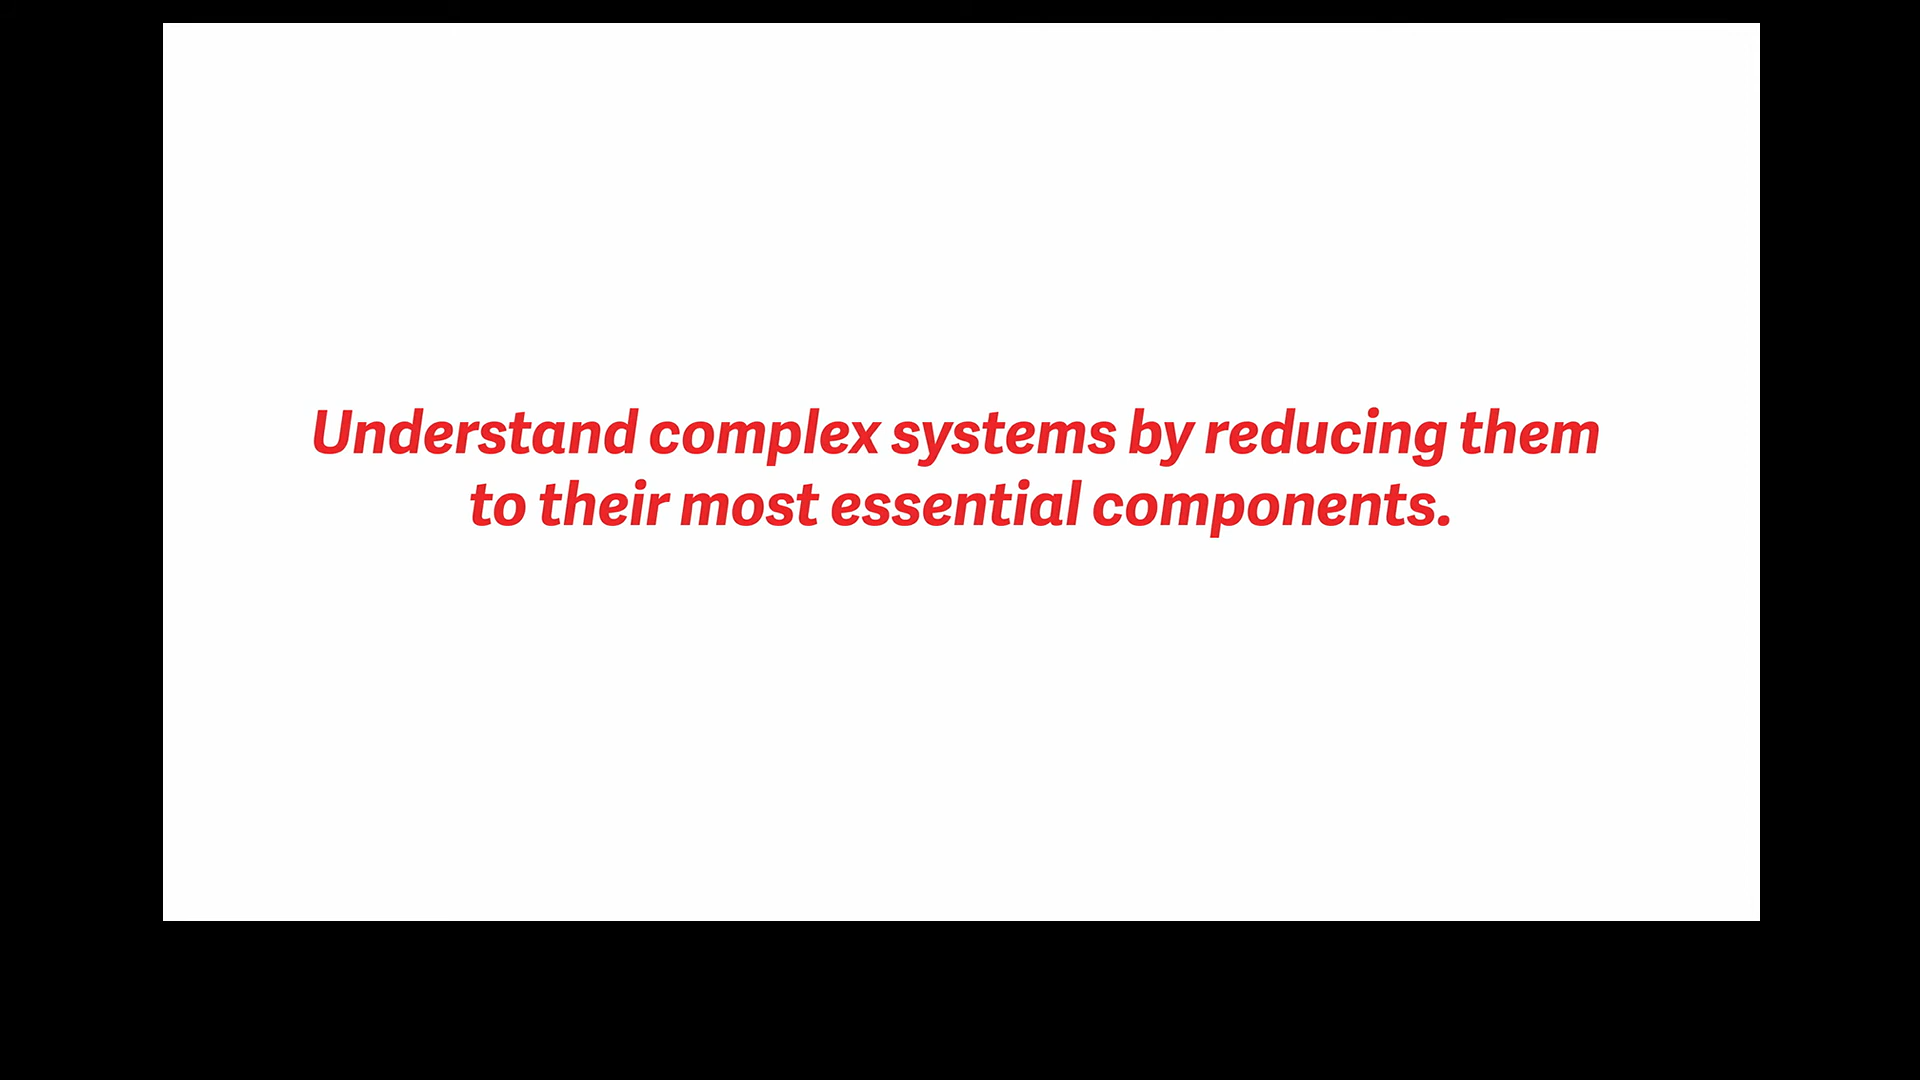 Understand complex systems by reducing them
to their most essential components.